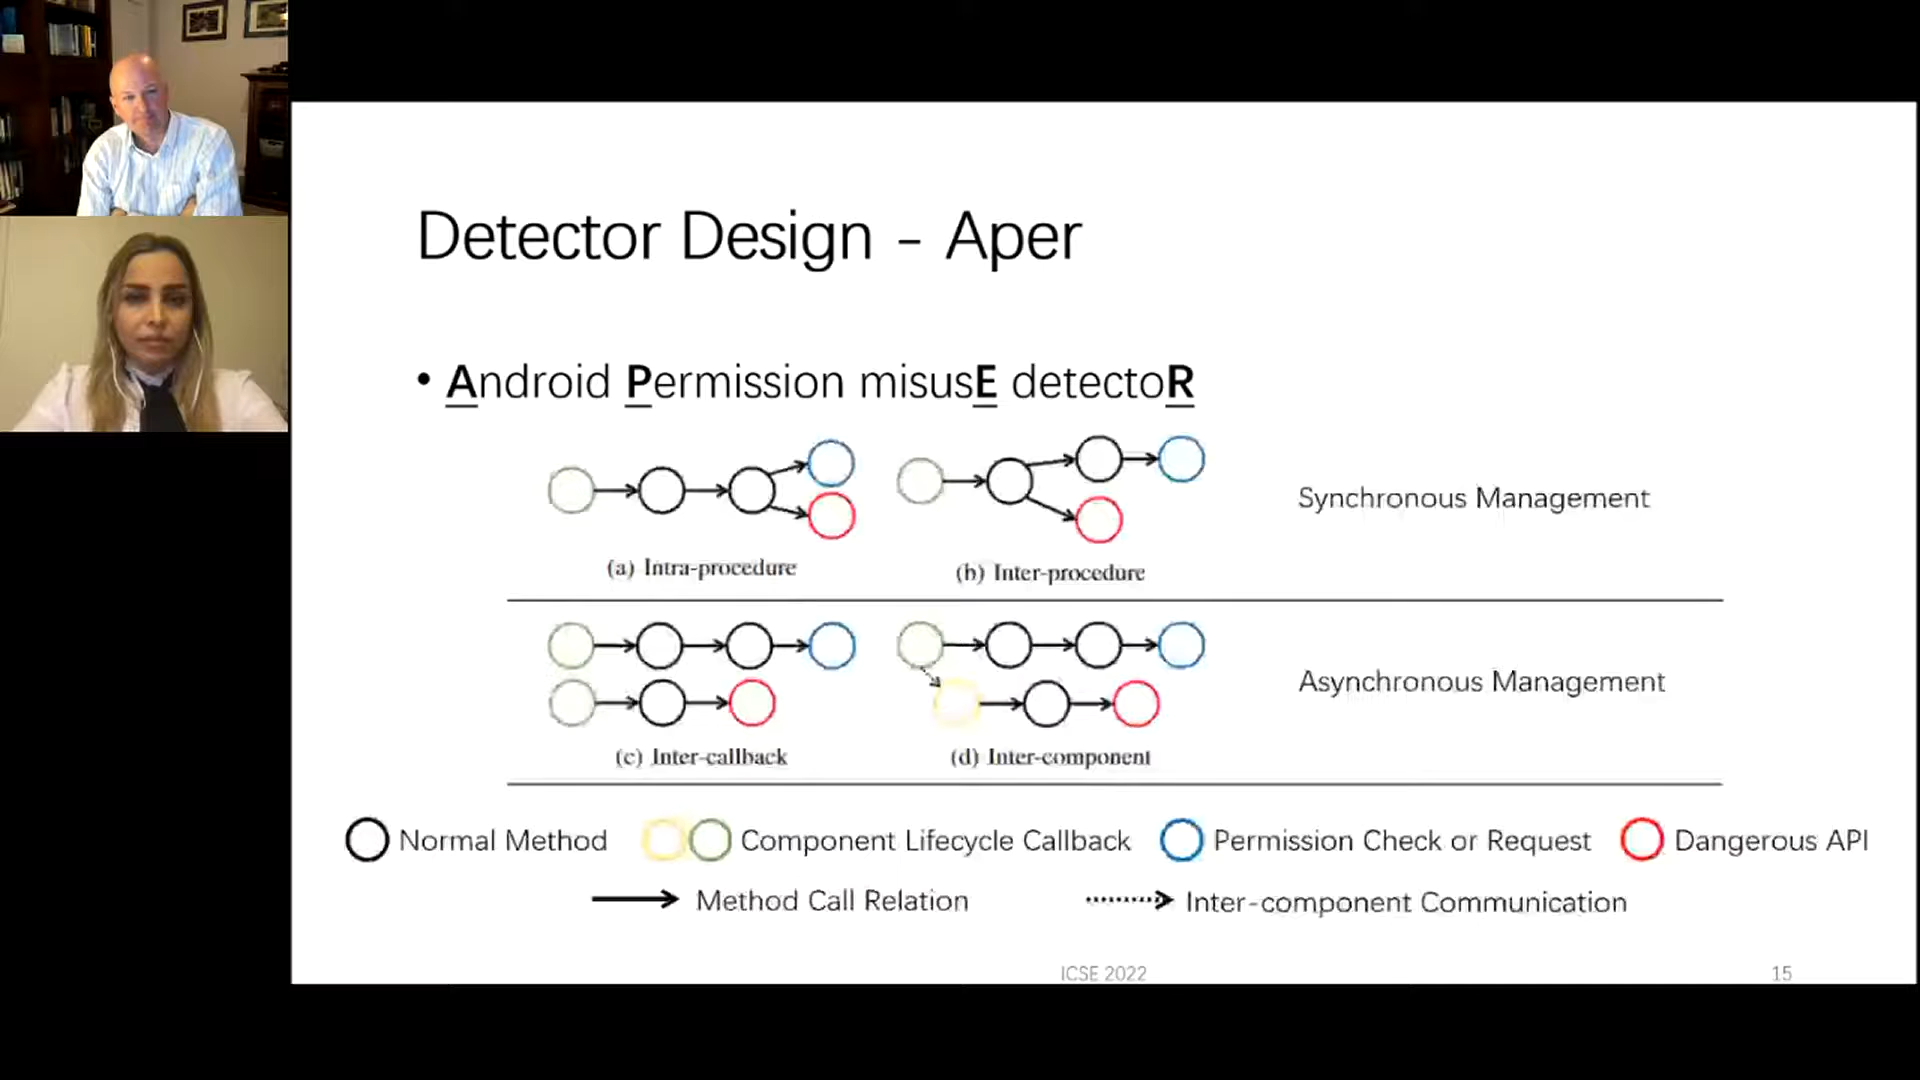 Detector Design - Aper
• Android Permission misusE detectoR
Synchronous Management
(a) Intra-procedure
(b) Inter-procedure
Asynchronous Management
(c) Inter-callback
(d) Inter-component
Normal Method
Component Lifecycle Callback
Permission Check or Request
Dangerous API
Method Call Relation
Inter-component Communication
ICSE 2022
15